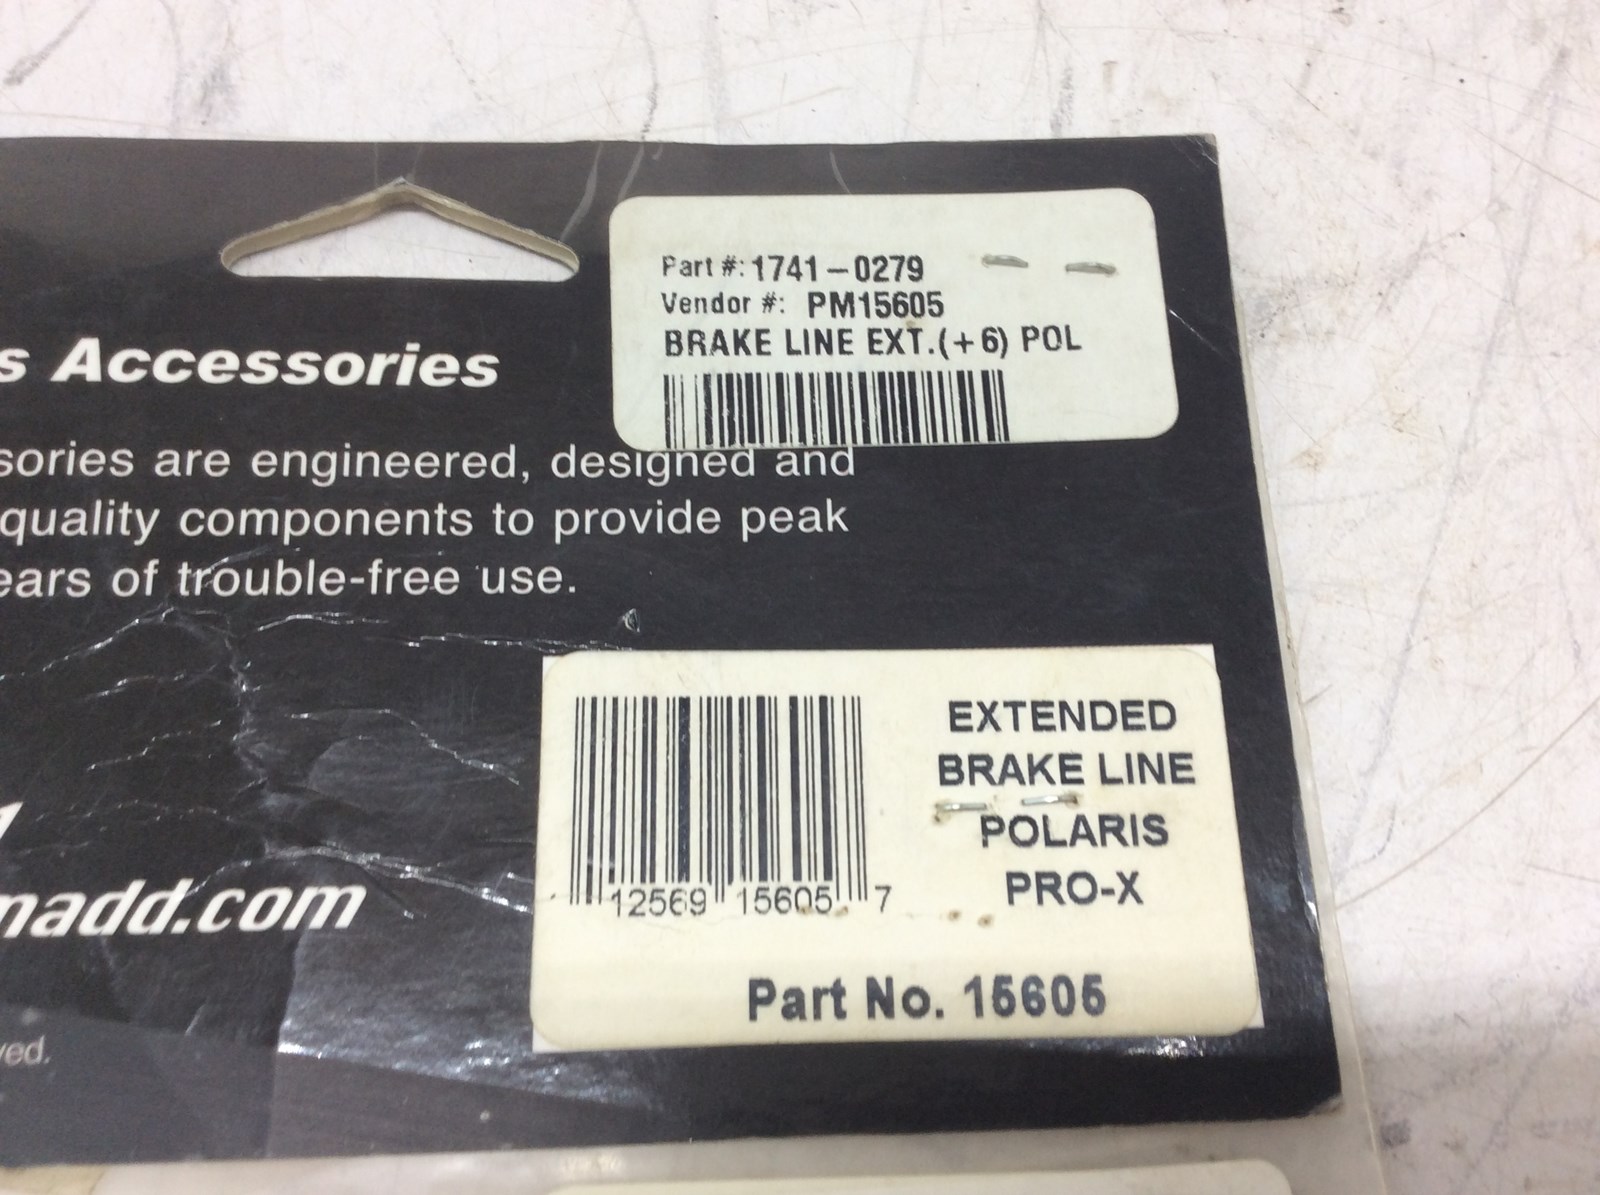 Part #: 1741-0279
Vendor #: PM15605
BRAKE LINE EXT.(+6) POL
s Accessories
sories are engineered, designed and
quality components to provide peak
ears of trouble-free use.
EXTENDED
BRAKE LINE
POLARIS
PRO-X
12569 15605 7
madd.com
Part No. 15605
ved.